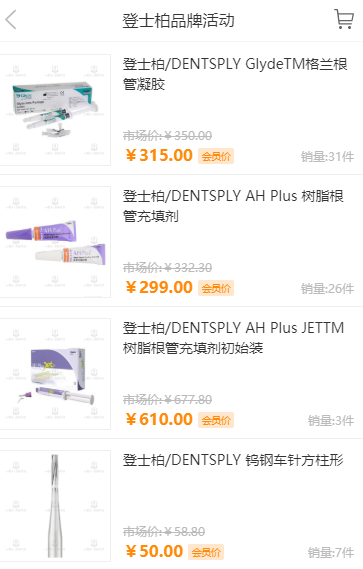 登士柏品牌活动
登士柏/DENTSPLY GlydeTM格兰根
管凝胶
市场价:￥350.00
￥315.00 会员价 销量:31件
登士柏/DENTSPLY AH Plus 树脂根
管充填剂
市场价:￥332.30
￥299.00 会员价 销量:26件
登士柏/DENTSPLY AH Plus JETTM
树脂根管充填剂初始装
市场价:￥677.80
￥610.00 会员价 销量:3件
登士柏/DENTSPLY 钨钢车针方柱形
市场价:￥58.80
￥50.00 会员价 销量:7件